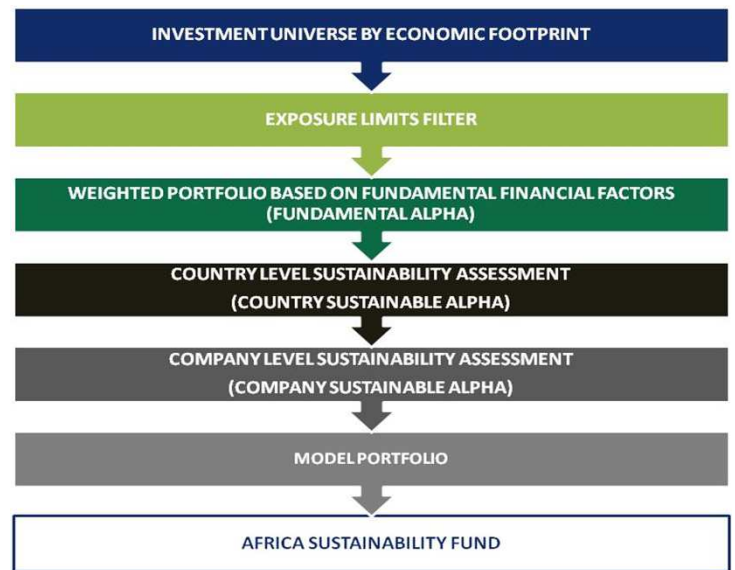 INVESTMENT UNIVERSE BY ECONOMIC FOOTPRINT
EXPOSURE LIMITS FILTER
WEIGHTED PORTFOLIO BASED ON FUNDAMENTAL FINANCIAL FACTORS
(FUNDAMENTAL ALPHA)
COUNTRY LEVEL SUSTAINABILITY ASSESSMENT
(COUNTRY SUSTAINABLE ALPHA)
COMPANY LEVEL SUSTAINABILITY ASSESSMENT
(COMPANY SUSTAINABLE ALPHA)
MODEL PORTFOLIO
AFRICA SUSTAINABILITY FUND